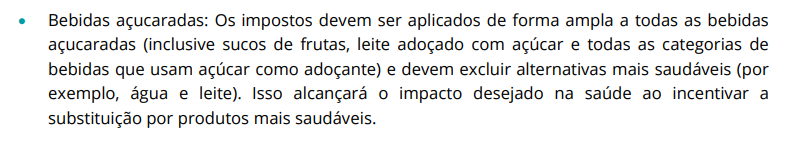 • Bebidas açucaradas: Os impostos devem ser aplicados de forma ampla a todas as bebidas
açucaradas (inclusive sucos de frutas, leite adoçado com açúcar e todas as categorias de
bebidas que usam açúcar como adoçante) e devem excluir alternativas mais saudáveis (por
exemplo, água e leite). Isso alcançará o impacto desejado na saúde ao incentivar a
substituição por produtos mais saudáveis.